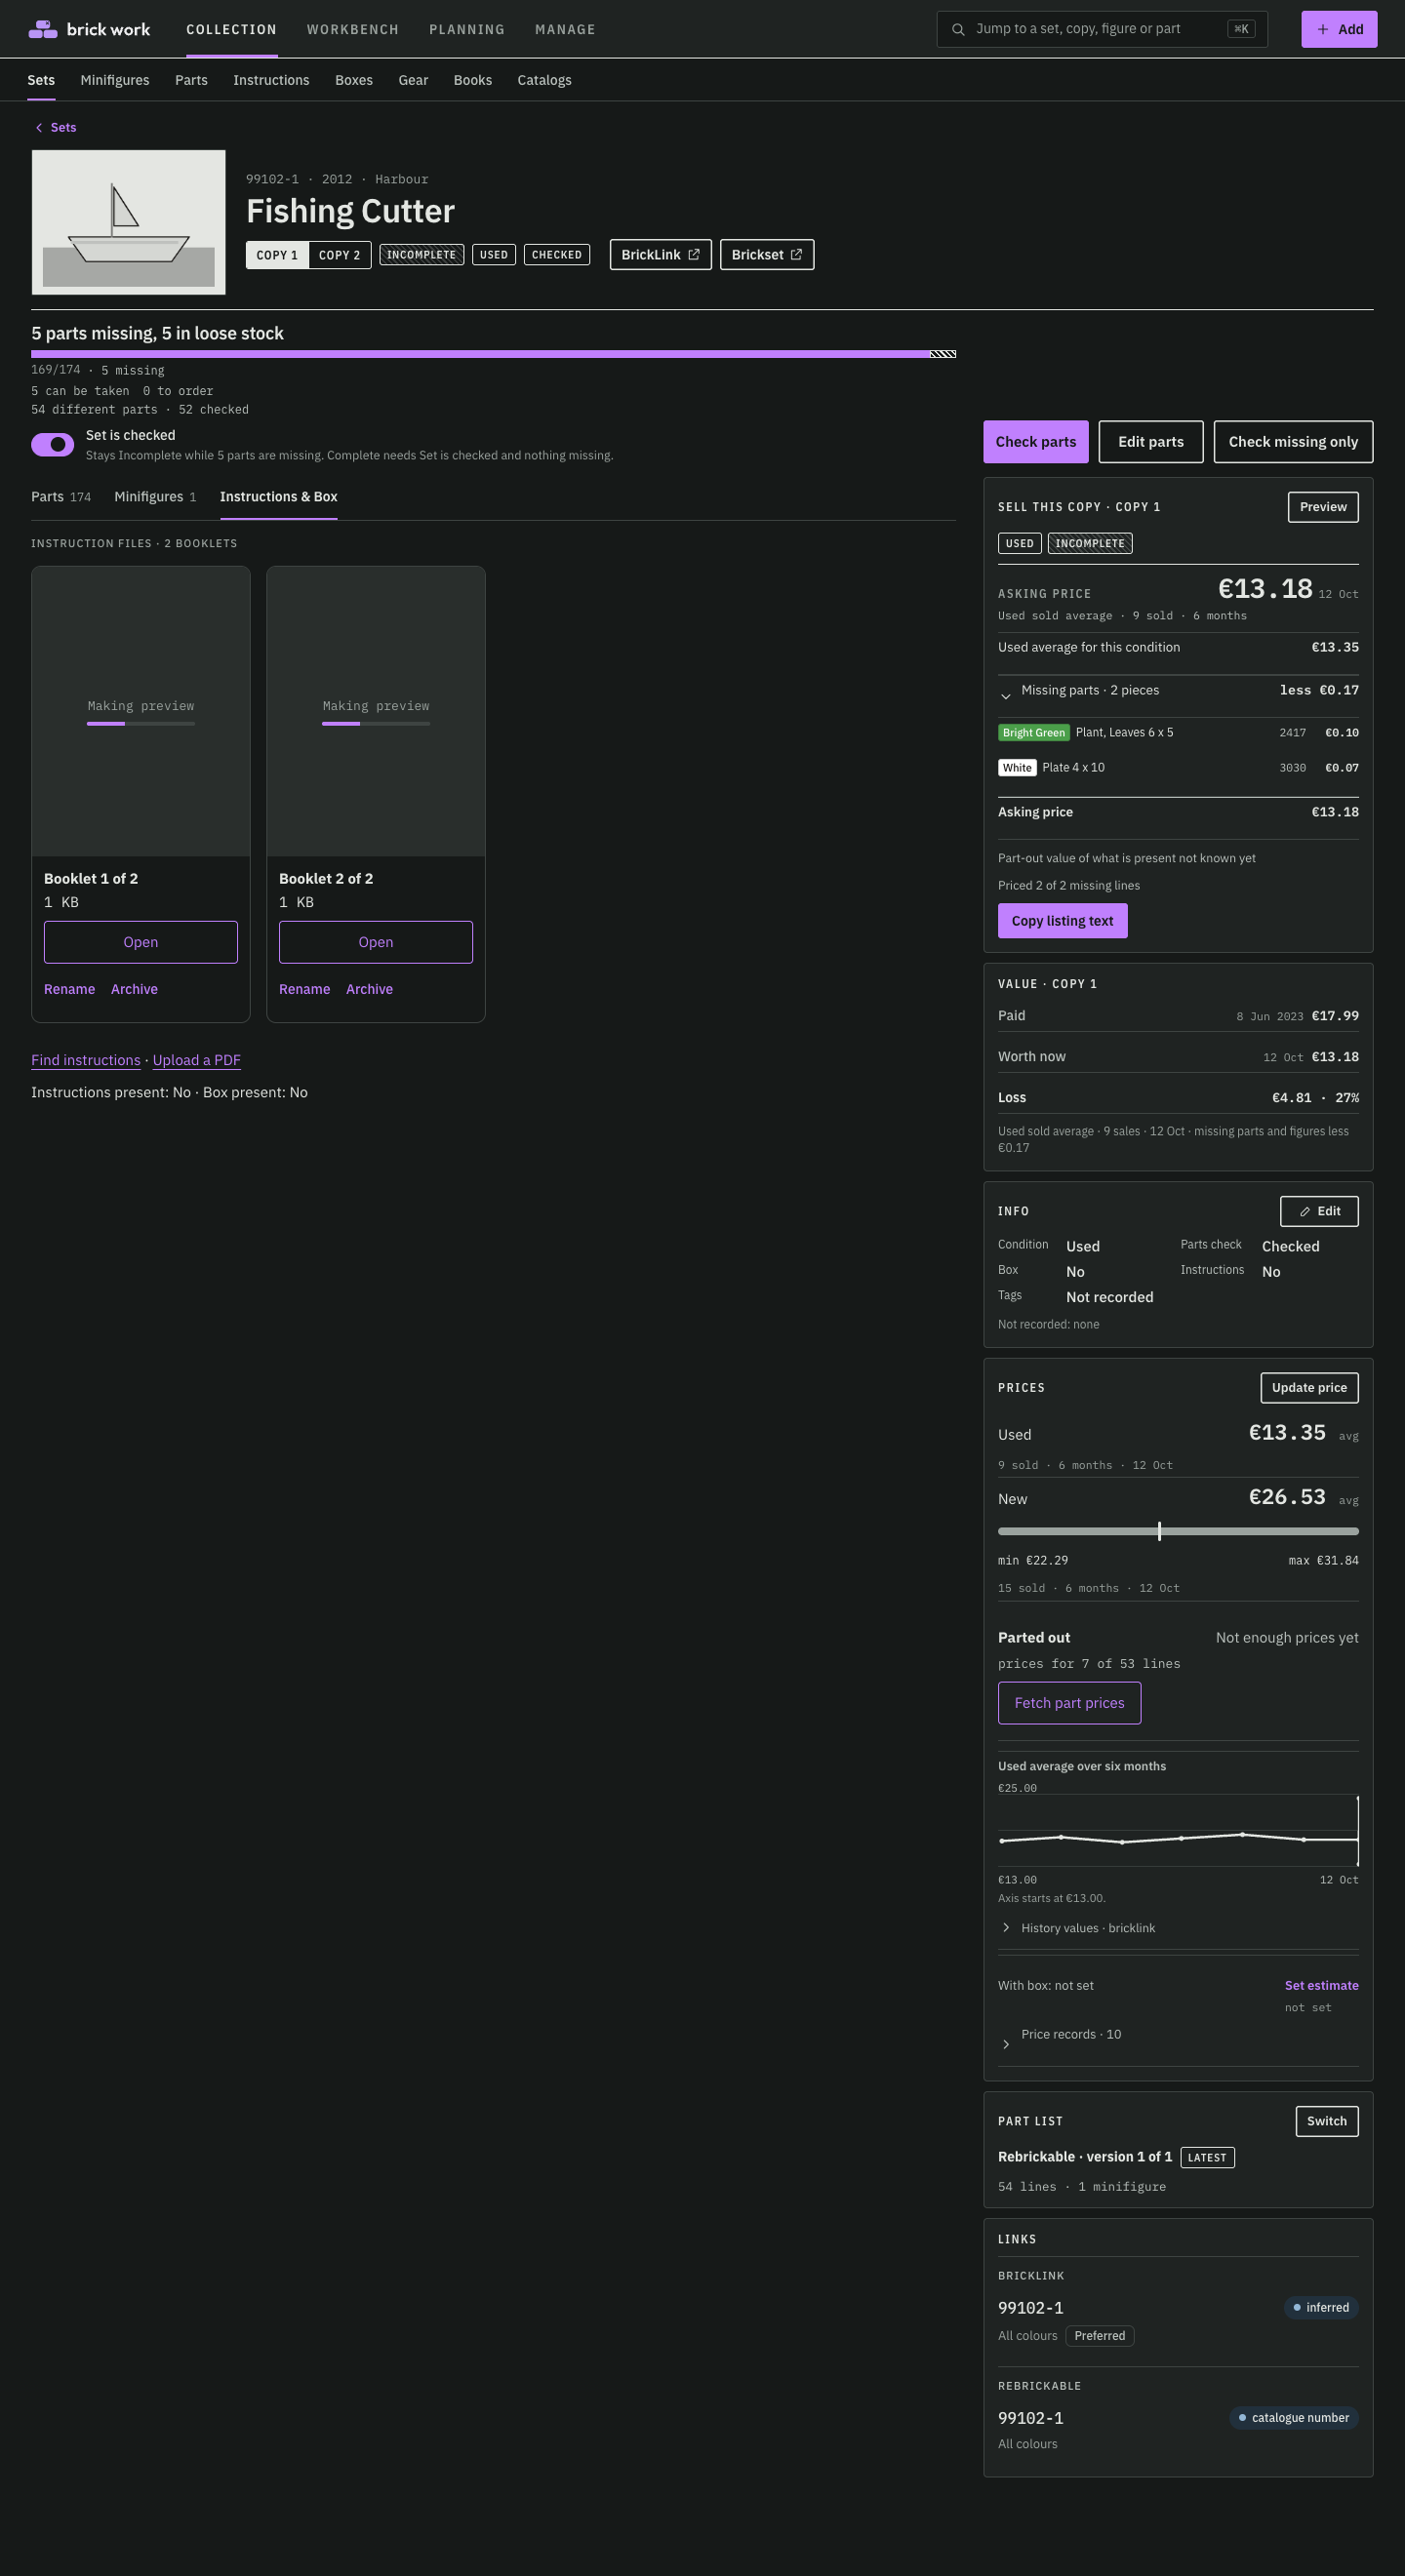 brick work
COLLECTION WORKBENCH PLANNING MANAGE
Jump to a set, copy, figure or part ⌘K
Add
Sets Minifigures Parts Instructions Boxes Gear Books Catalogs
Sets
99102-1 · 2012 · Harbour
Fishing Cutter
COPY 1 COPY 2 INCOMPLETE USED CHECKED BrickLink Brickset
5 parts missing, 5 in loose stock
169/174 · 5 missing
5 can be taken 0 to order
54 different parts · 52 checked
Set is checked
Stays Incomplete while 5 parts are missing. Complete needs Set is checked and nothing missing.
Parts 174 Minifigures 1 Instructions & Box
INSTRUCTION FILES · 2 BOOKLETS
Making preview
Booklet 1 of 2
1 KB
Open
Rename Archive
Making preview
Booklet 2 of 2
1 KB
Open
Rename Archive
Find instructions · Upload a PDF
Instructions present: No · Box present: No
Check parts Edit parts Check missing only
SELL THIS COPY · COPY 1 Preview
USED INCOMPLETE
ASKING PRICE €13.18 12 Oct
Used sold average · 9 sold · 6 months
Used average for this condition €13.35
Missing parts · 2 pieces less €0.17
Bright Green Plant, Leaves 6 x 5 2417 €0.10
White Plate 4 x 10 3030 €0.07
Asking price €13.18
Part-out value of what is present not known yet
Priced 2 of 2 missing lines
Copy listing text
VALUE · COPY 1
Paid 8 Jun 2023 €17.99
Worth now 12 Oct €13.18
Loss €4.81 · 27%
Used sold average · 9 sales · 12 Oct · missing parts and figures less
€0.17
INFO Edit
Condition Used Parts check Checked
Box No Instructions No
Tags Not recorded
Not recorded: none
PRICES Update price
Used €13.35 avg
9 sold · 6 months · 12 Oct
New €26.53 avg
min €22.29 max €31.84
15 sold · 6 months · 12 Oct
Parted out Not enough prices yet
prices for 7 of 53 lines
Fetch part prices
Used average over six months
€25.00
€13.00 12 Oct
Axis starts at €13.00.
History values · bricklink
With box: not set Set estimate
not set
Price records · 10
PART LIST Switch
Rebrickable · version 1 of 1 LATEST
54 lines · 1 minifigure
LINKS
BRICKLINK
99102-1 inferred
All colours Preferred
REBRICKABLE
99102-1 catalogue number
All colours